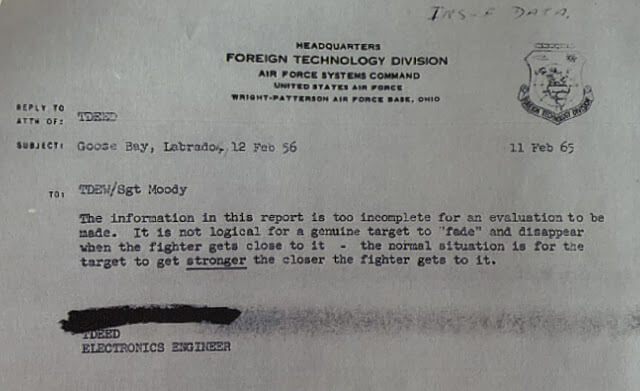 INS-F DATA.
HEADQUARTERS
FOREIGN TECHNOLOGY DIVISION
AIR FORCE SYSTEMS COMMAND
UNITED STATES AIR FORCE
WRIGHT-PATTERSON AIR FORCE BASE, OHIO
REPLY TO
ATTN OF: TDEED
SUBJECT: Goose Bay, Labrador, 12 Feb 56 11 Feb 65
TO: TDEW/Sgt Moody
The information in this report is too incomplete for an evaluation to be
made. It is not logical for a genuine target to "fade" and disappear
when the fighter gets close to it - the normal situation is for the
target to get stronger the closer the fighter gets to it.
TDEED
ELECTRONICS ENGINEER